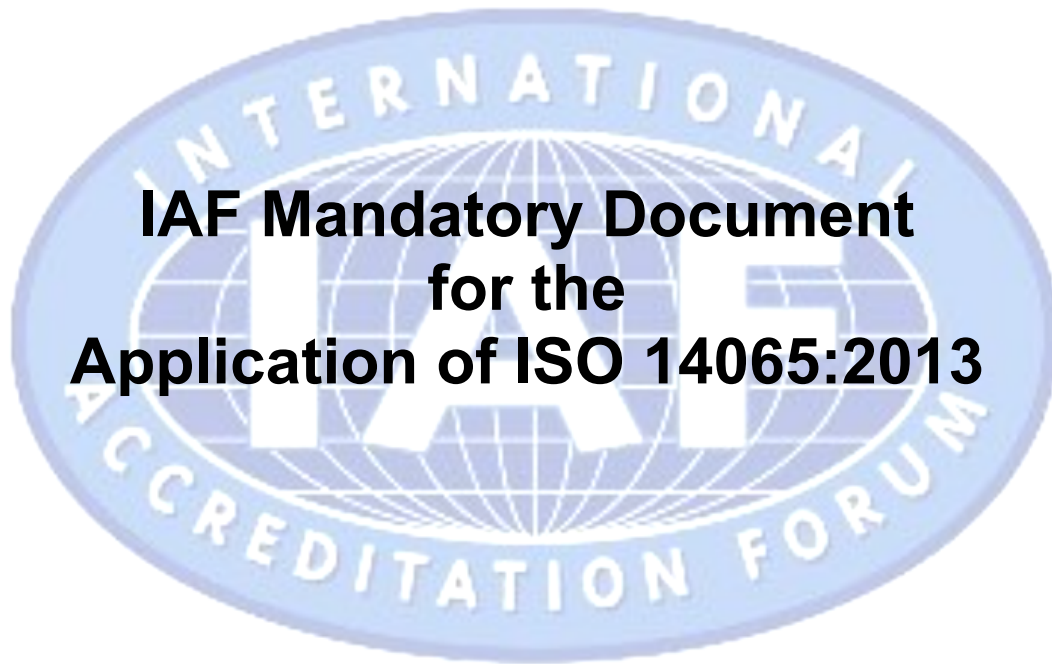 INTERNATIONAL
IAF Mandatory Document
for the
Application of ISO 14065:2013
IAF
ACCREDITATION FORUM